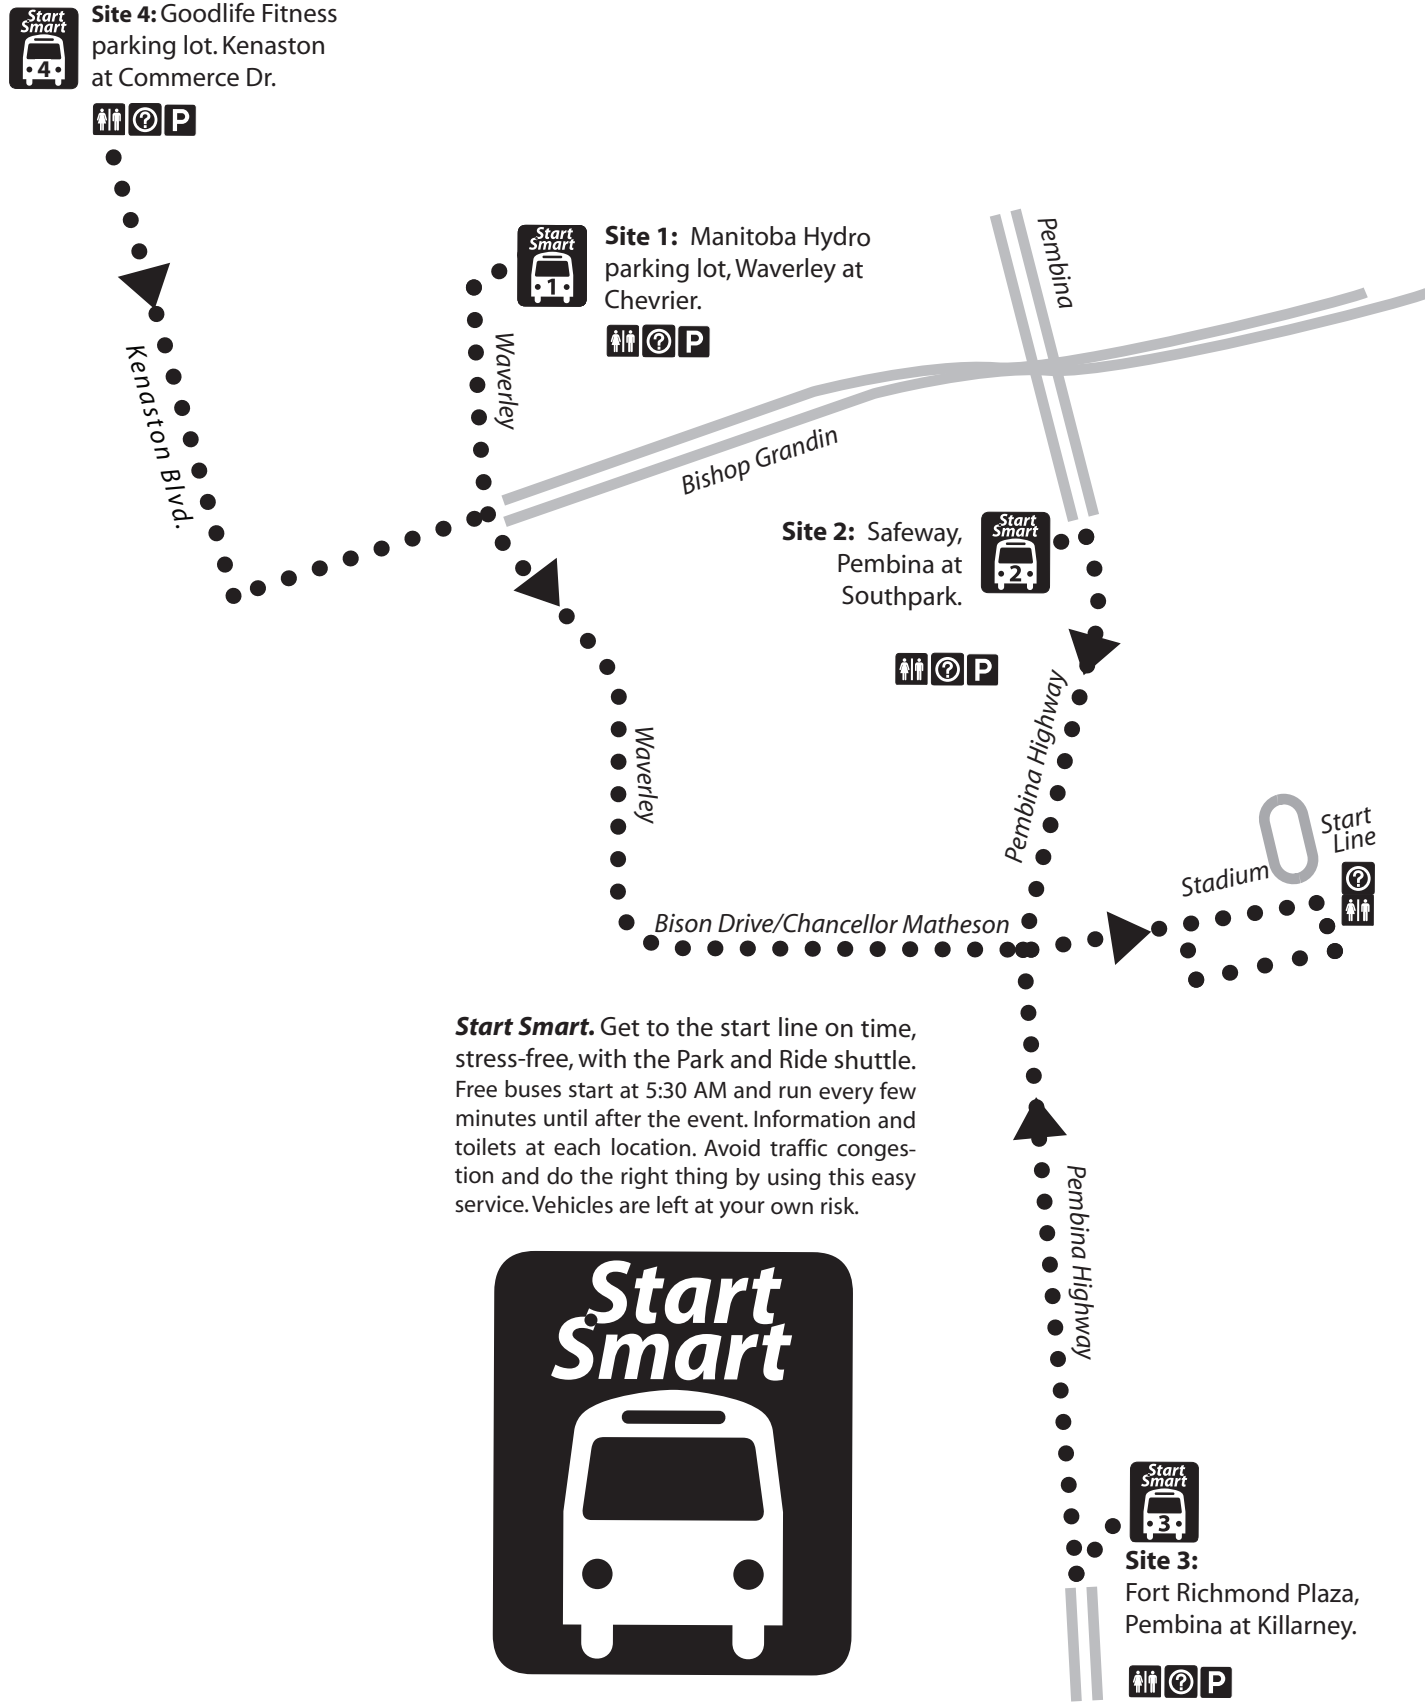 Start
Smart
4
Site 4: Goodlife Fitness
parking lot. Kenaston
at Commerce Dr.
? P
Kenaston Blvd.
Start
Smart
1
Site 1: Manitoba Hydro
parking lot, Waverley at
Chevrier.
? P
Waverley
Pembina
Bishop Grandin
Site 2: Safeway,
Pembina at
Southpark.
Start
Smart
2
? P
Pembina Highway
Waverley
Start
Line
Stadium
?
Bison Drive/Chancellor Matheson
Start Smart. Get to the start line on time,
stress-free, with the Park and Ride shuttle.
Free buses start at 5:30 AM and run every few
minutes until after the event. Information and
toilets at each location. Avoid traffic conges-
tion and do the right thing by using this easy
service. Vehicles are left at your own risk.
Pembina Highway
Start
Smart
Start
Smart
3
Site 3:
Fort Richmond Plaza,
Pembina at Killarney.
? P